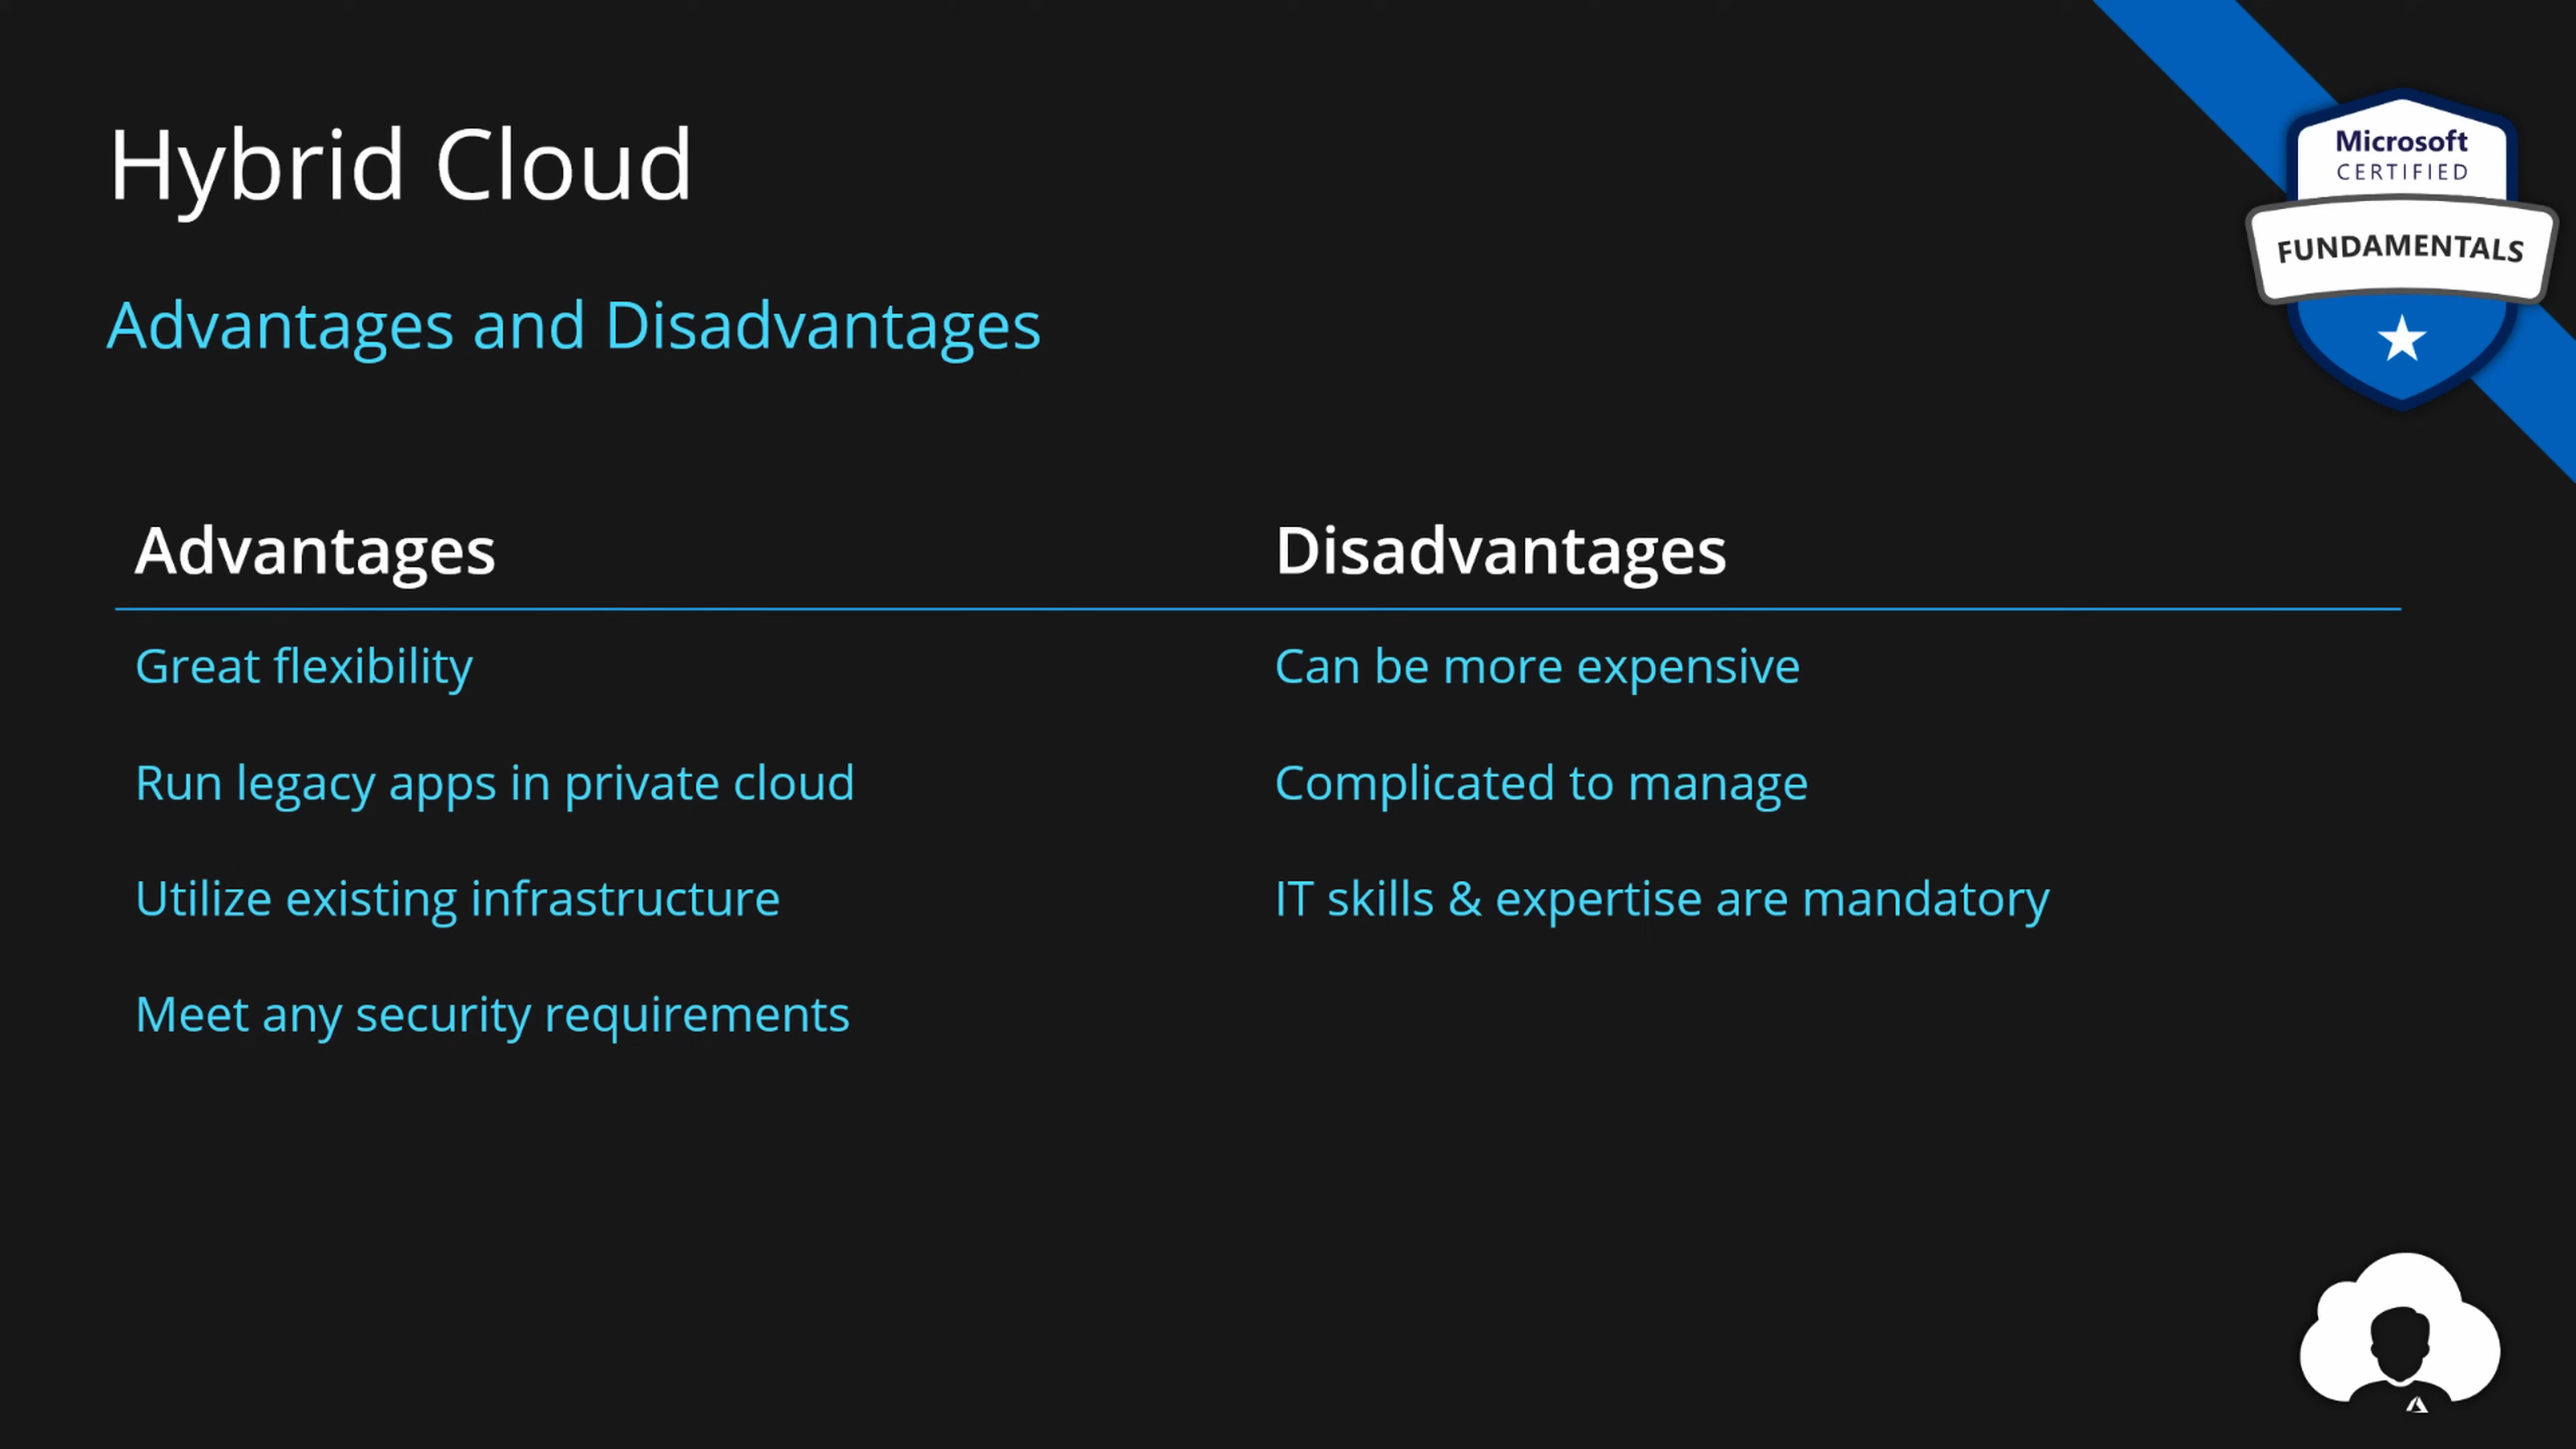 Hybrid Cloud
Microsoft
CERTIFIED
FUNDAMENTALS
Advantages and Disadvantages
Advantages
Disadvantages
Great flexibility
Can be more expensive
Run legacy apps in private cloud
Complicated to manage
Utilize existing infrastructure
IT skills & expertise are mandatory
Meet any security requirements